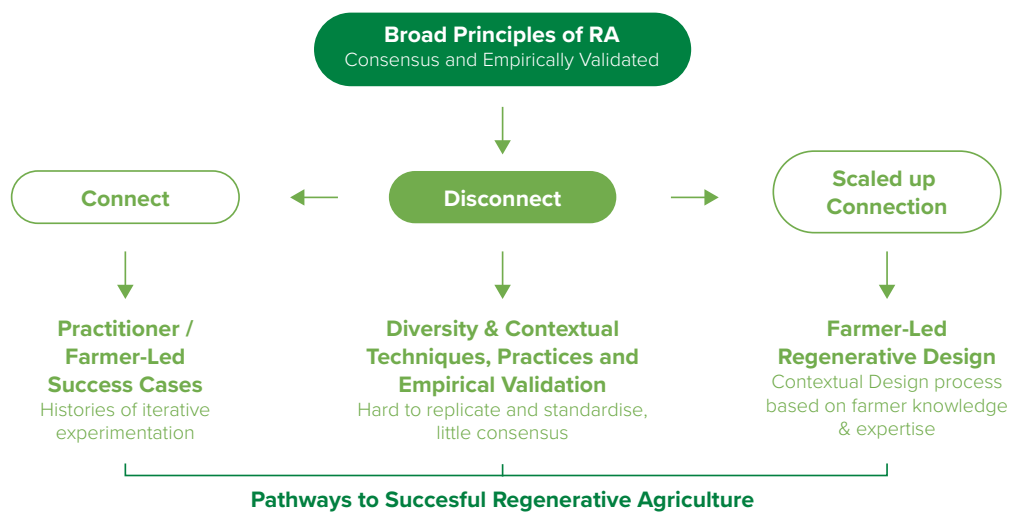 Broad Principles of RA
Consensus and Empirically Validated
Connect
Disconnect
Scaled up
Connection
Practitioner /
Farmer-Led
Success Cases
Histories of iterative
experimentation
Diversity & Contextual
Techniques, Practices and
Empirical Validation
Hard to replicate and standardise,
little consensus
Farmer-Led
Regenerative Design
Contextual Design process
based on farmer knowledge
& expertise
Pathways to Succesful Regenerative Agriculture